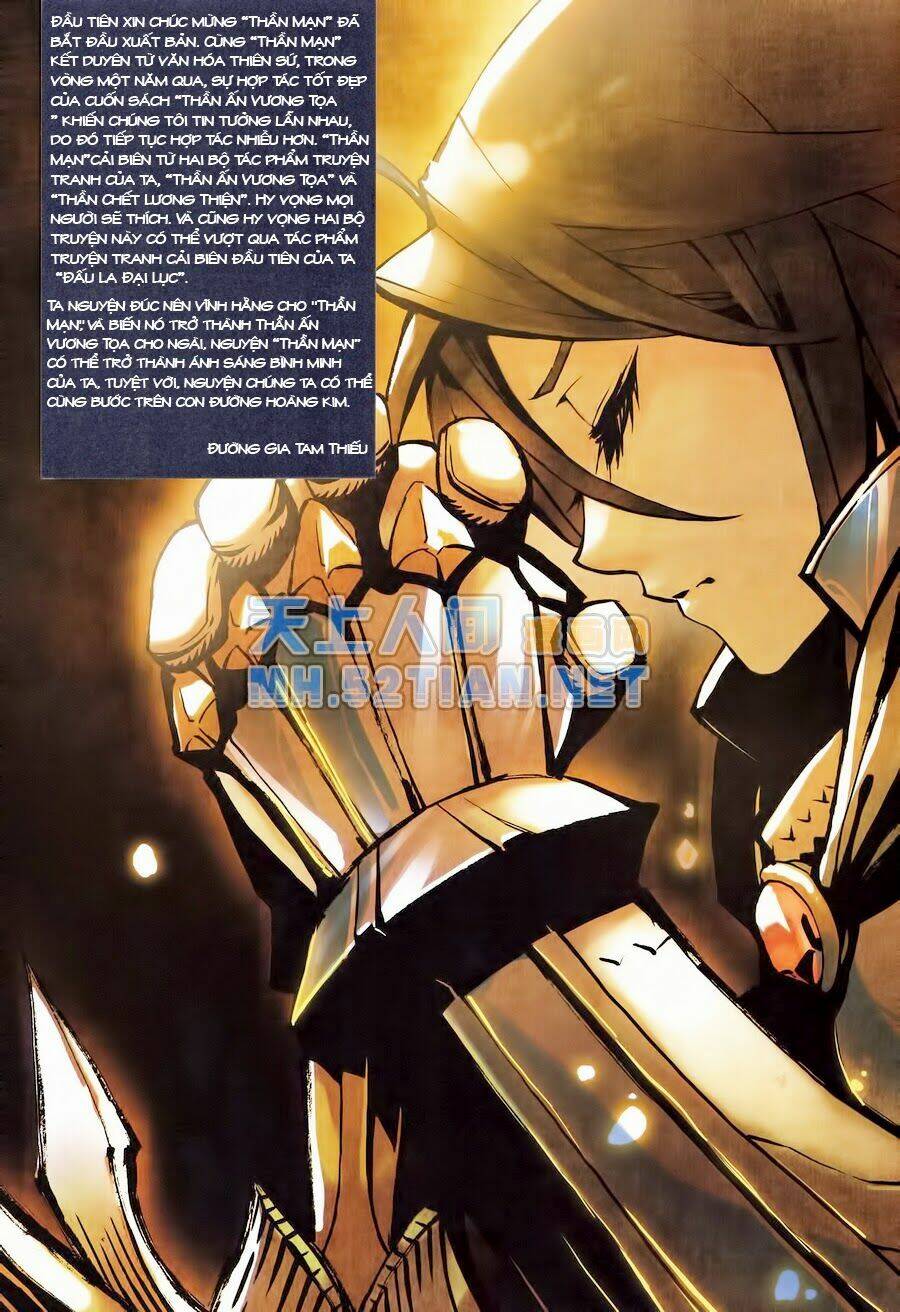 ĐẦU TIÊN XIN CHÚC MỪNG "THẦN MẠN" ĐÃ
BẮT ĐẦU XUẤT BẢN. CÙNG "THẦN MẠN"
KẾT DUYÊN TỪ VĂN HÓA THIÊN SỨ, TRONG
VÒNG MỘT NĂM QUA, SỰ HỢP TÁC TỐT ĐẸP
CỦA CUỐN SÁCH "THẦN ẤN VƯƠNG TỌA
" KHIẾN CHÚNG TÔI TIN TƯỞNG LẪN NHAU,
DO ĐÓ TIẾP TỤC HỢP TÁC NHIỀU HƠN. "THẦN
MẠN"CẢI BIÊN TỪ HAI BỘ TÁC PHẨM TRUYỆN
TRANH CỦA TA, "THẦN ẤN VƯƠNG TỌA" VÀ
"THẦN CHẾT LƯƠNG THIỆN". HY VỌNG MỌI
NGƯỜI SẼ THÍCH. VÀ CŨNG HY VỌNG HAI BỘ
TRUYỆN NÀY CÓ THỂ VƯỢT QUA TÁC PHẨM
TRUYỆN TRANH CẢI BIÊN ĐẦU TIÊN CỦA TA
"ĐẤU LA ĐẠI LỤC".
TA NGUYỆN ĐÚC NÊN VĨNH HẰNG CHO "THẦN
MẠN," VÀ BIẾN NÓ TRỞ THÀNH THẦN ẤN
VƯƠNG TỌA CHO NGÀI, NGUYỆN "THẦN MẠN"
CÓ THỂ TRỞ THÀNH ÁNH SÁNG BÌNH MINH
CỦA TA, TUYỆT VỜI, NGUYỆN CHÚNG TA CÓ THỂ
CÙNG BƯỚC TRÊN CON ĐƯỜNG HOÀNG KIM.
ĐƯỜNG GIA TAM THIẾU
天上人间 漫画网
MH.52TIAN.NET